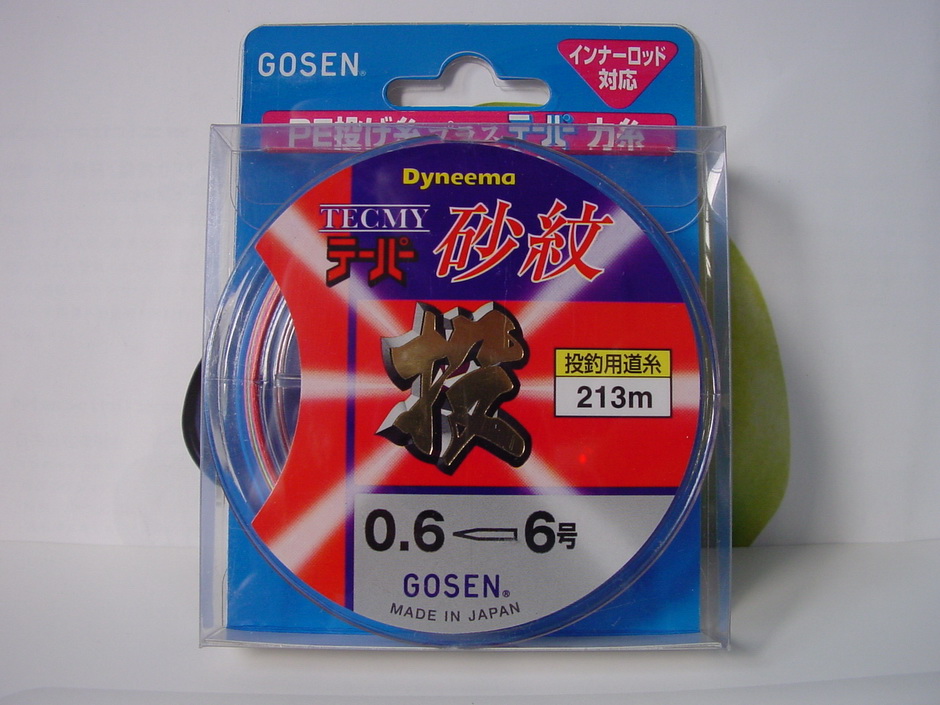 GOSEN®
インナーロッド
対応
PE投げ糸プラステーパー力糸
Dyneema
TECMY
テーパー 砂紋
投
投釣用道糸
213m
0.6 6号
GOSEN®
MADE IN JAPAN